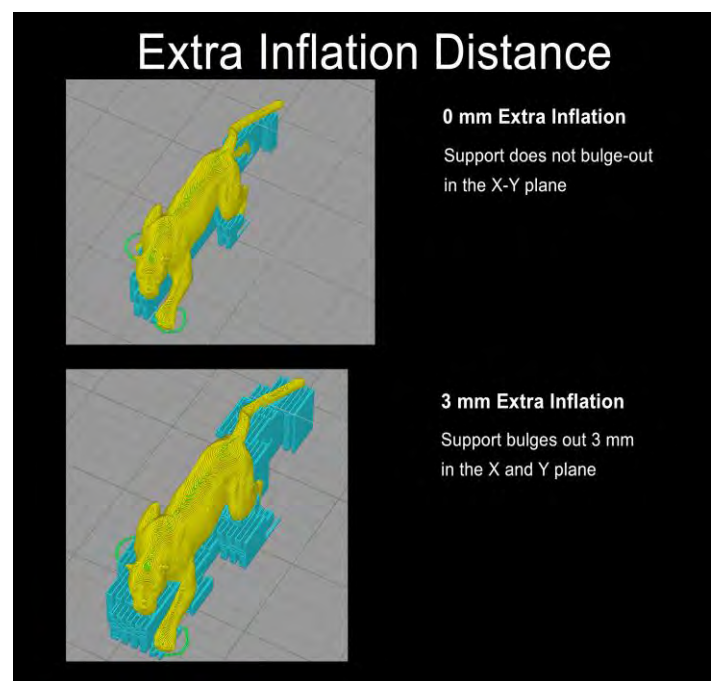 Extra Inflation Distance
0 mm Extra Inflation
Support does not bulge-out
in the X-Y plane
3 mm Extra Inflation
Support bulges out 3 mm
in the X and Y plane